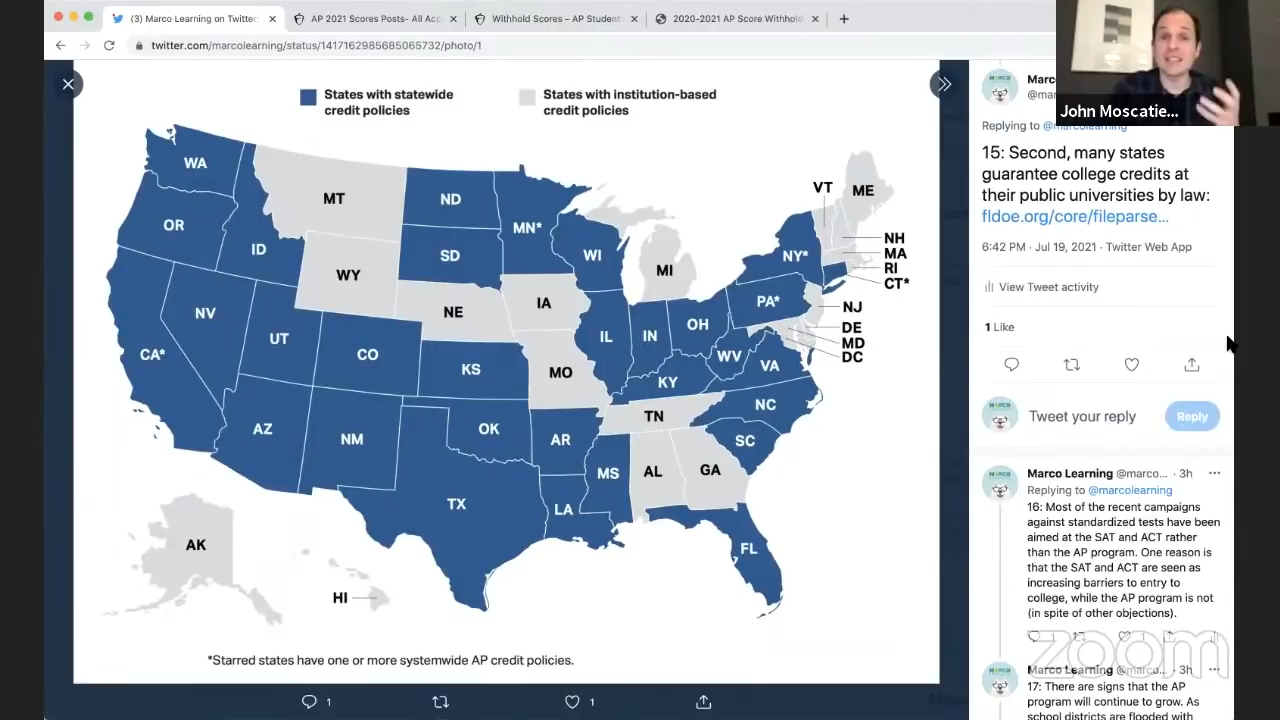 (3) Marco Learning on Twitter:
AP 2021 Scores Posts- All Acc
Withhold Scores – AP Student
2020-2021 AP Score Withhold
twitter.com/marcolearning/status/1417162985685065732/photo/1
States with statewide
credit policies
States with institution-based
credit policies
WA
OR
CA*
NV
ID
MT
WY
UT
AZ
CO
NM
ND
SD
NE
KS
OK
TX
MN*
IA
MO
AR
LA
WI
IL
MI
IN
OH
KY
TN
MS
AL
GA
FL
SC
NC
VA
WV
PA*
NY*
VT
ME
NH
MA
RI
CT*
NJ
DE
MD
DC
AK
HI
*Starred states have one or more systemwide AP credit policies.
1
1
John Moscatie...
Marc
@mar
Replying to @marcolearning
15: Second, many states
guarantee college credits at
their public universities by law:
fldoe.org/core/fileparse...
6:42 PM · Jul 19, 2021 · Twitter Web App
View Tweet activity
1 Like
MARCO
Tweet your reply
Reply
Marco Learning @marco... · 3h
Replying to @marcolearning
16: Most of the recent campaigns
against standardized tests have been
aimed at the SAT and ACT rather
than the AP program. One reason is
that the SAT and ACT are seen as
increasing barriers to entry to
college, while the AP program is not
(in spite of other objections).
zoom
Marco Learning @marco... · 3h
17: There are signs that the AP
program will continue to grow. As
school districts are flooded with